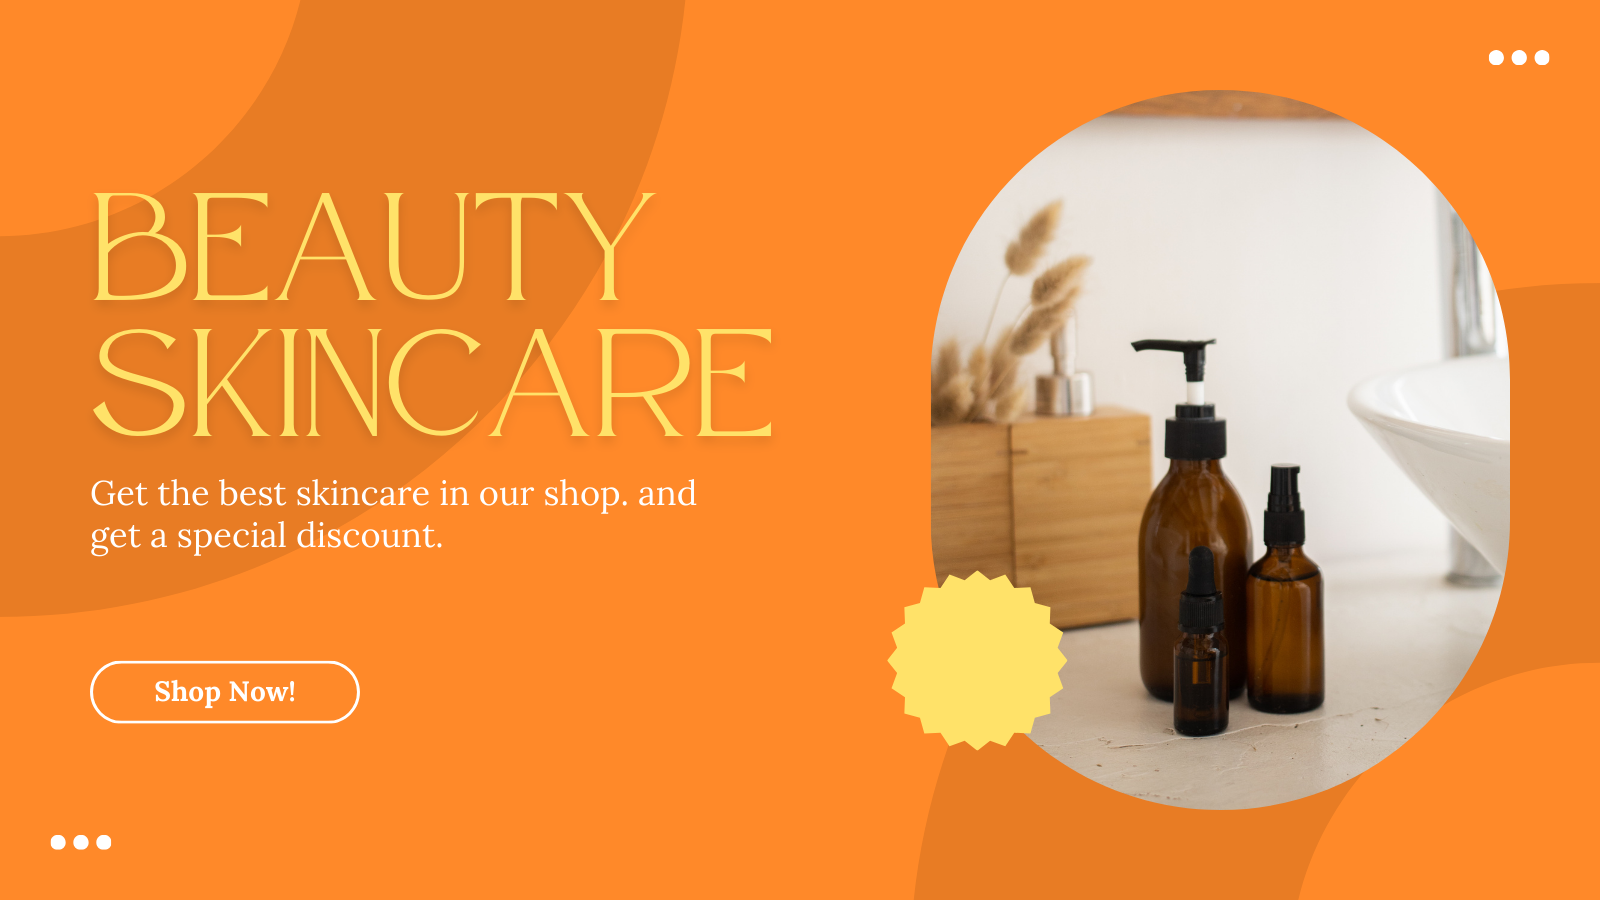 BEAUTY
SKINCARE
Get the best skincare in our shop. and
get a special discount.
Shop Now!